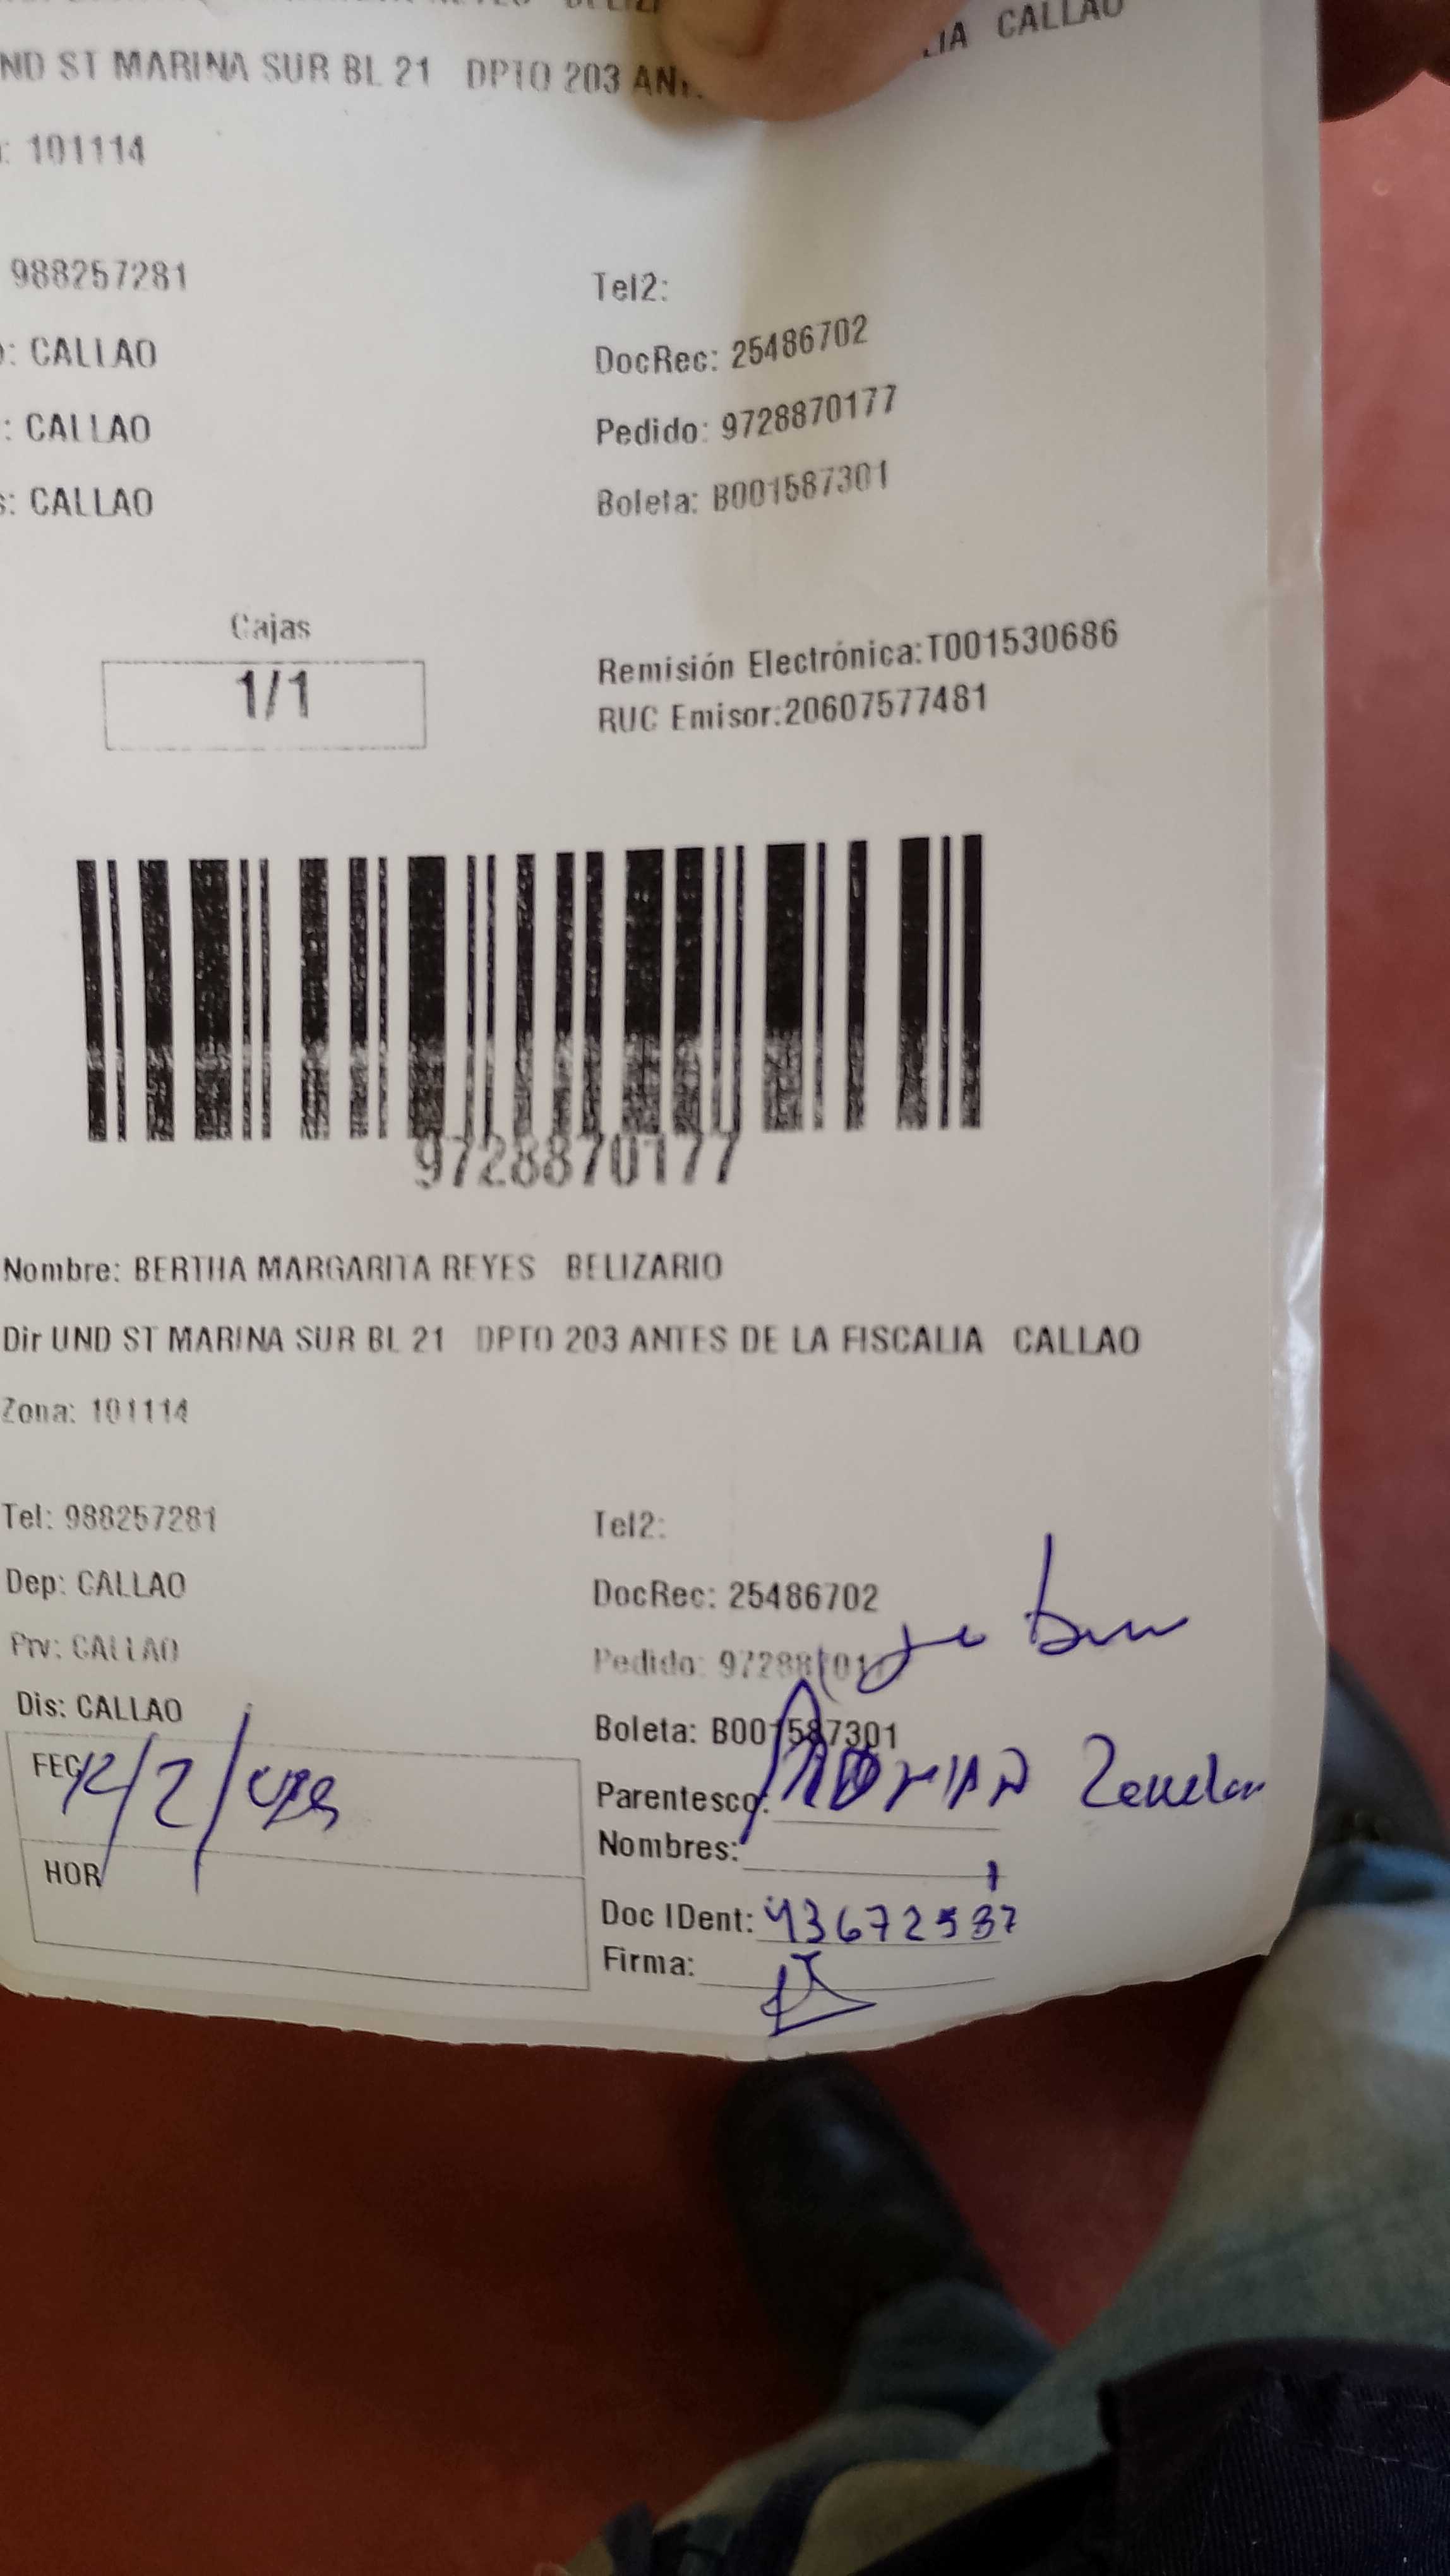 ND ST MARINA SUR BL 21 DPTO 203 CALLAO
: 101114
988257281 Tel2:
: CALLAO DocRec: 25486702
: CALLAO Pedido: 9728870177
s: CALLAO Boleta: B001587301
Cajas
1/1
Remisión Electrónica:T001530686
RUC Emisor:20607577481
9728870177
Nombre: BERTHA MARGARITA REYES BELIZARIO
Dir UND ST MARINA SUR BL 21 DPTO 203 ANTES DE LA FISCALIA CALLAO
Zona: 101114
Tel: 988257281 Tel2:
Dep: CALLAO DocRec: 25486702
Prv: CALLAO Pedido:
Dis: CALLAO Boleta: B001587301
FEC 12/2/
Parentesco:
Nombres:
HOR
Doc IDent: 43672537
Firma: